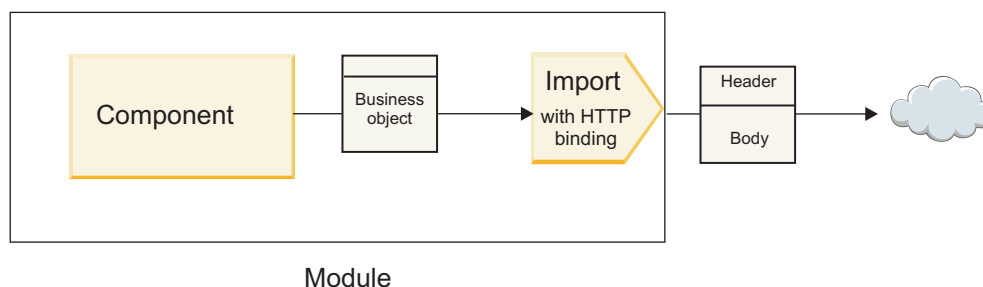 Component
Business
object
Import
with HTTP
binding
Header
Body
Module